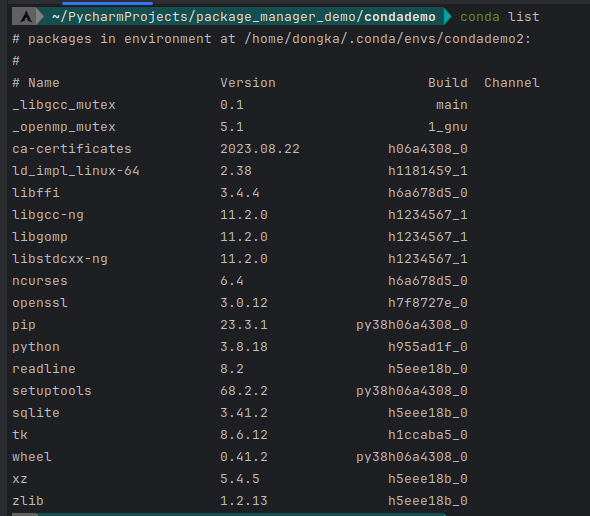 ~/PycharmProjects/package_manager_demo/condademo conda list
# packages in environment at /home/dongka/.conda/envs/condademo2:
#
# Name Version Build Channel
_libgcc_mutex 0.1 main
_openmp_mutex 5.1 1_gnu
ca-certificates 2023.08.22 h06a4308_0
ld_impl_linux-64 2.38 h1181459_1
libffi 3.4.4 h6a678d5_0
libgcc-ng 11.2.0 h1234567_1
libgomp 11.2.0 h1234567_1
libstdcxx-ng 11.2.0 h1234567_1
ncurses 6.4 h6a678d5_0
openssl 3.0.12 h7f8727e_0
pip 23.3.1 py38h06a4308_0
python 3.8.18 h955ad1f_0
readline 8.2 h5eee18b_0
setuptools 68.2.2 py38h06a4308_0
sqlite 3.41.2 h5eee18b_0
tk 8.6.12 h1ccaba5_0
wheel 0.41.2 py38h06a4308_0
xz 5.4.5 h5eee18b_0
zlib 1.2.13 h5eee18b_0